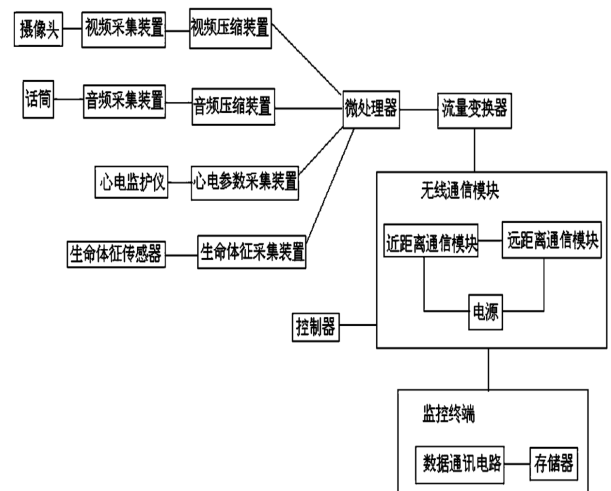 摄像头
视频采集装置
视频压缩装置
话筒
音频采集装置
音频压缩装置
微处理器
流量变换器
心电监护仪
心电参数采集装置
生命体征传感器
生命体征采集装置
无线通信模块
近距离通信模块
远距离通信模块
电源
控制器
监控终端
数据通讯电路
存储器